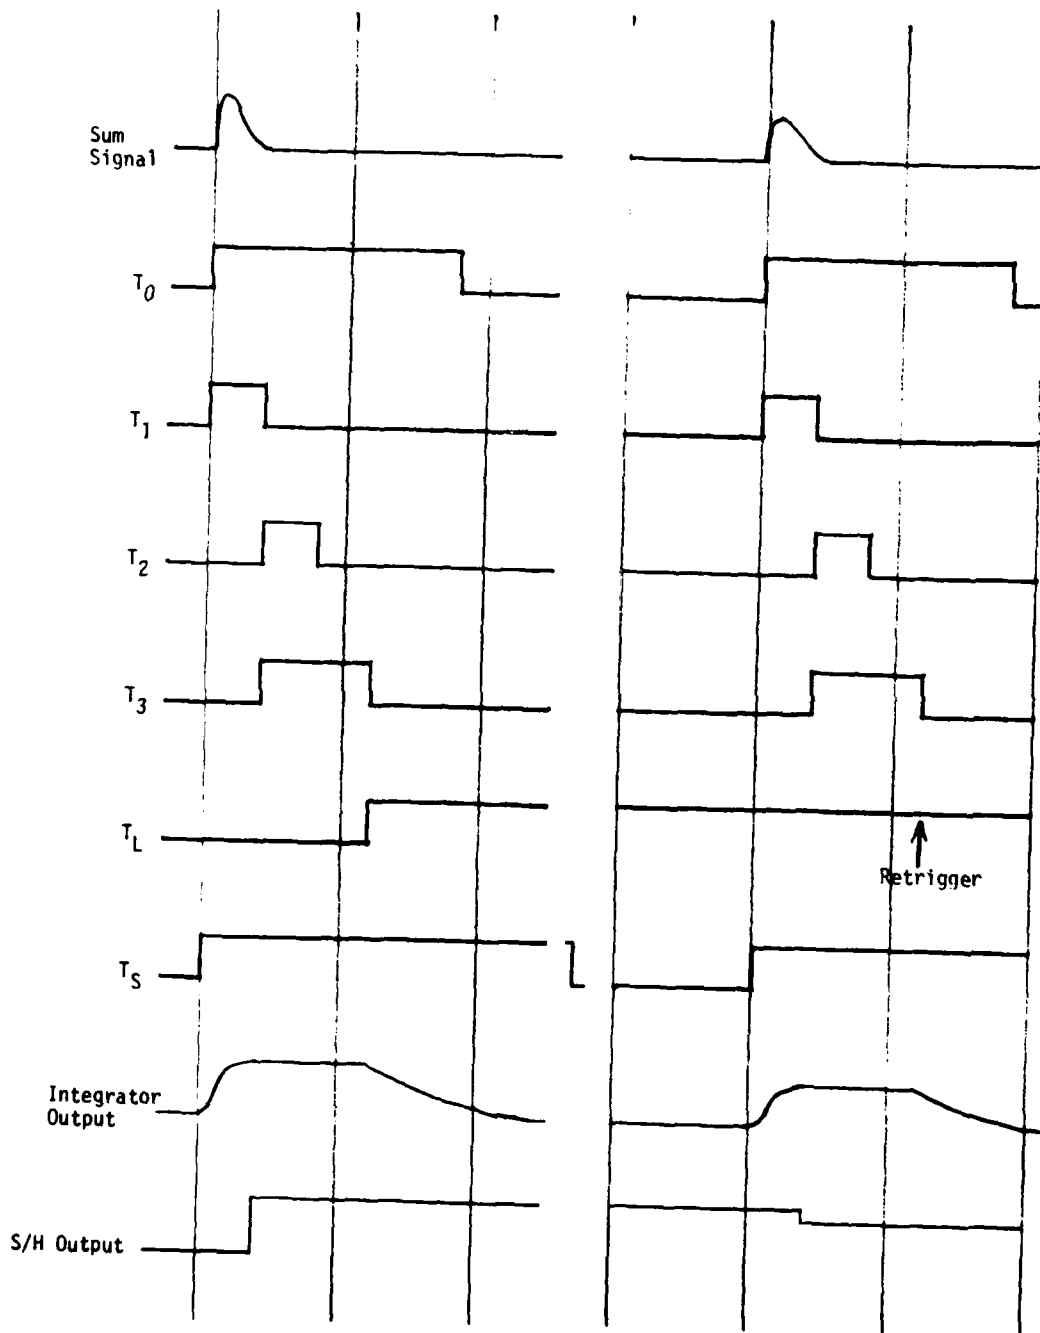 Sum
Signal
T0
T1
T2
T3
TL
Retrigger
TS
Integrator
Output
S/H Output